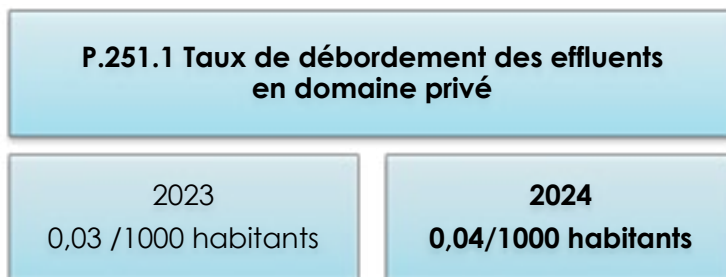 P.251.1 Taux de débordement des effluents
en domaine privé
2023
0,03 /1000 habitants
2024
0,04/1000 habitants